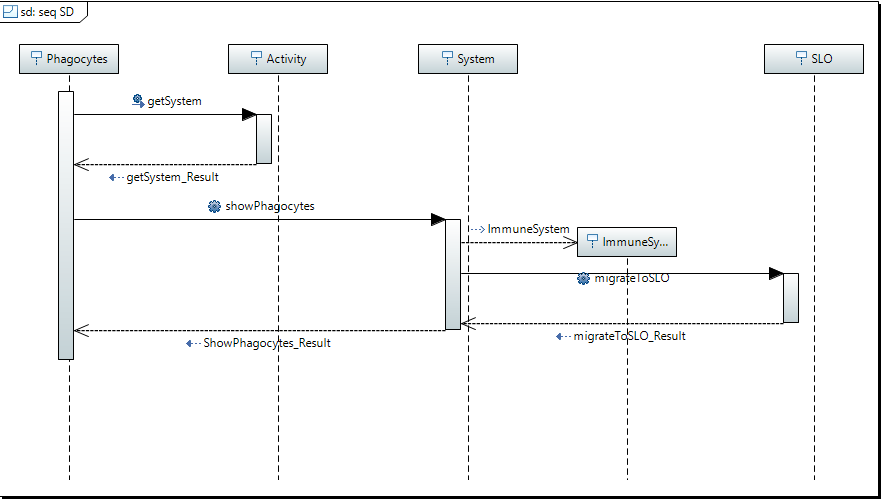 sd: seq SD
Phagocytes
Activity
System
SLO
getSystem
getSystem_Result
showPhagocytes
ImmuneSystem
ImmuneSy...
migrateToSLO
migrateToSLO_Result
ShowPhagocytes_Result